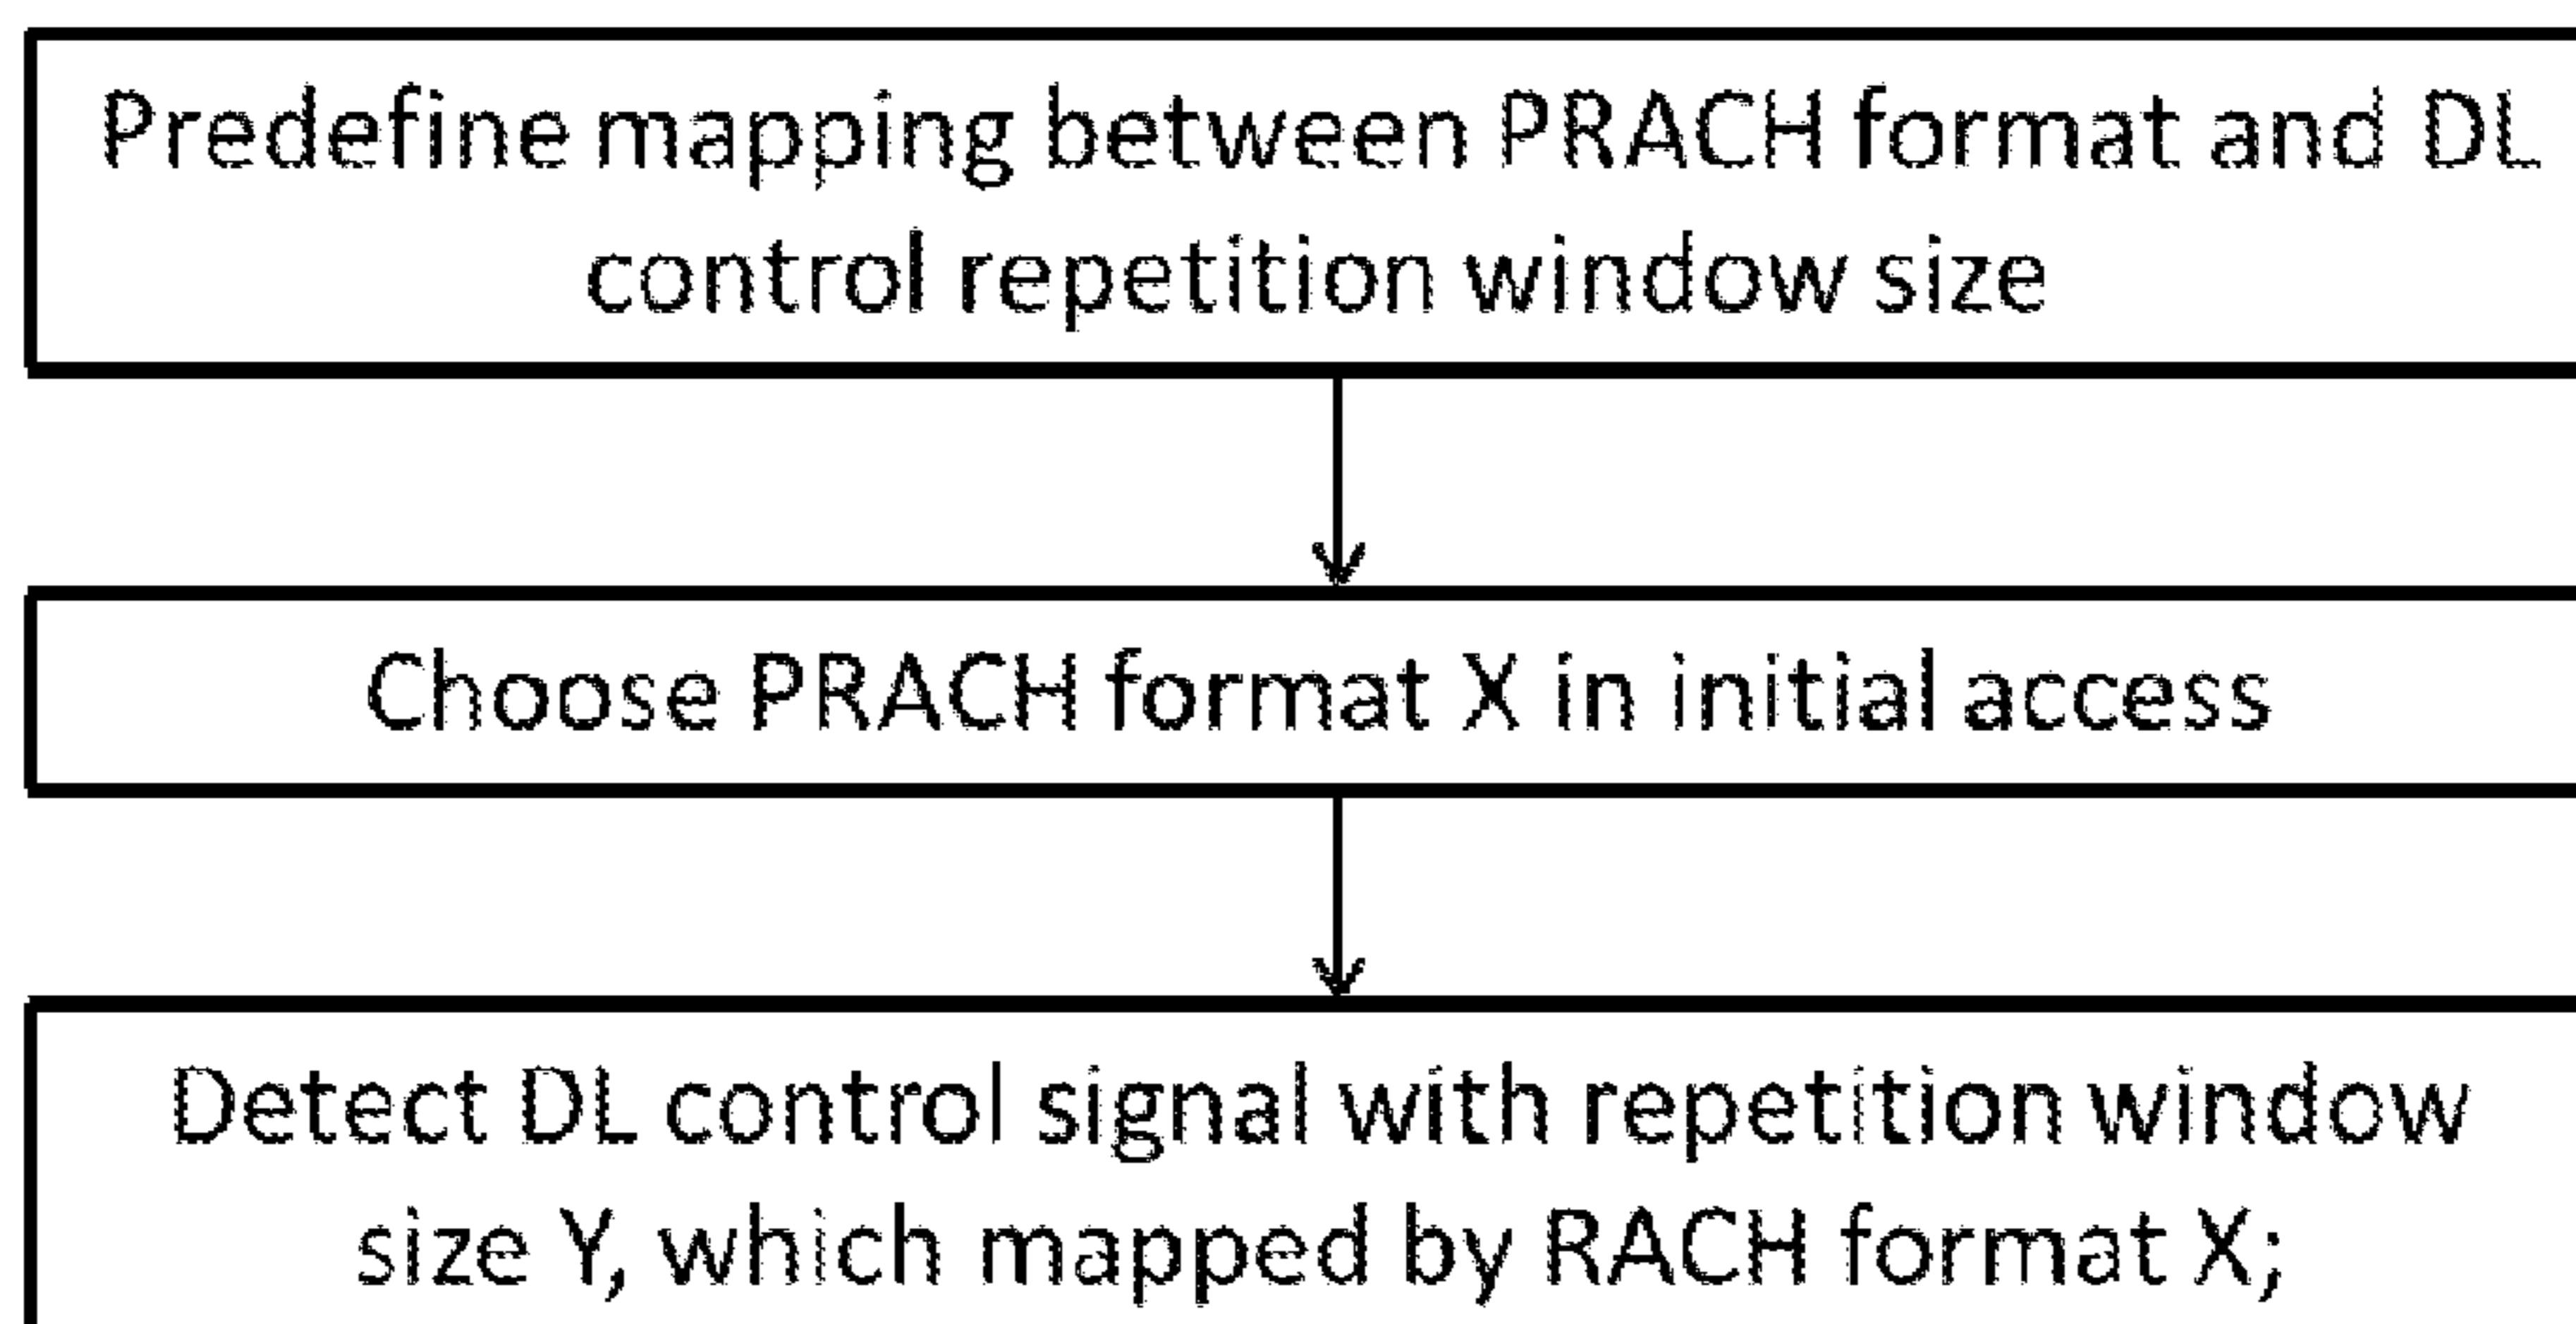 Predefine mapping between PRACH format and DL
control repetition window size
Choose PRACH format X in initial access
Detect DL control signal with repetition window
size Y, which mapped by RACH format X;